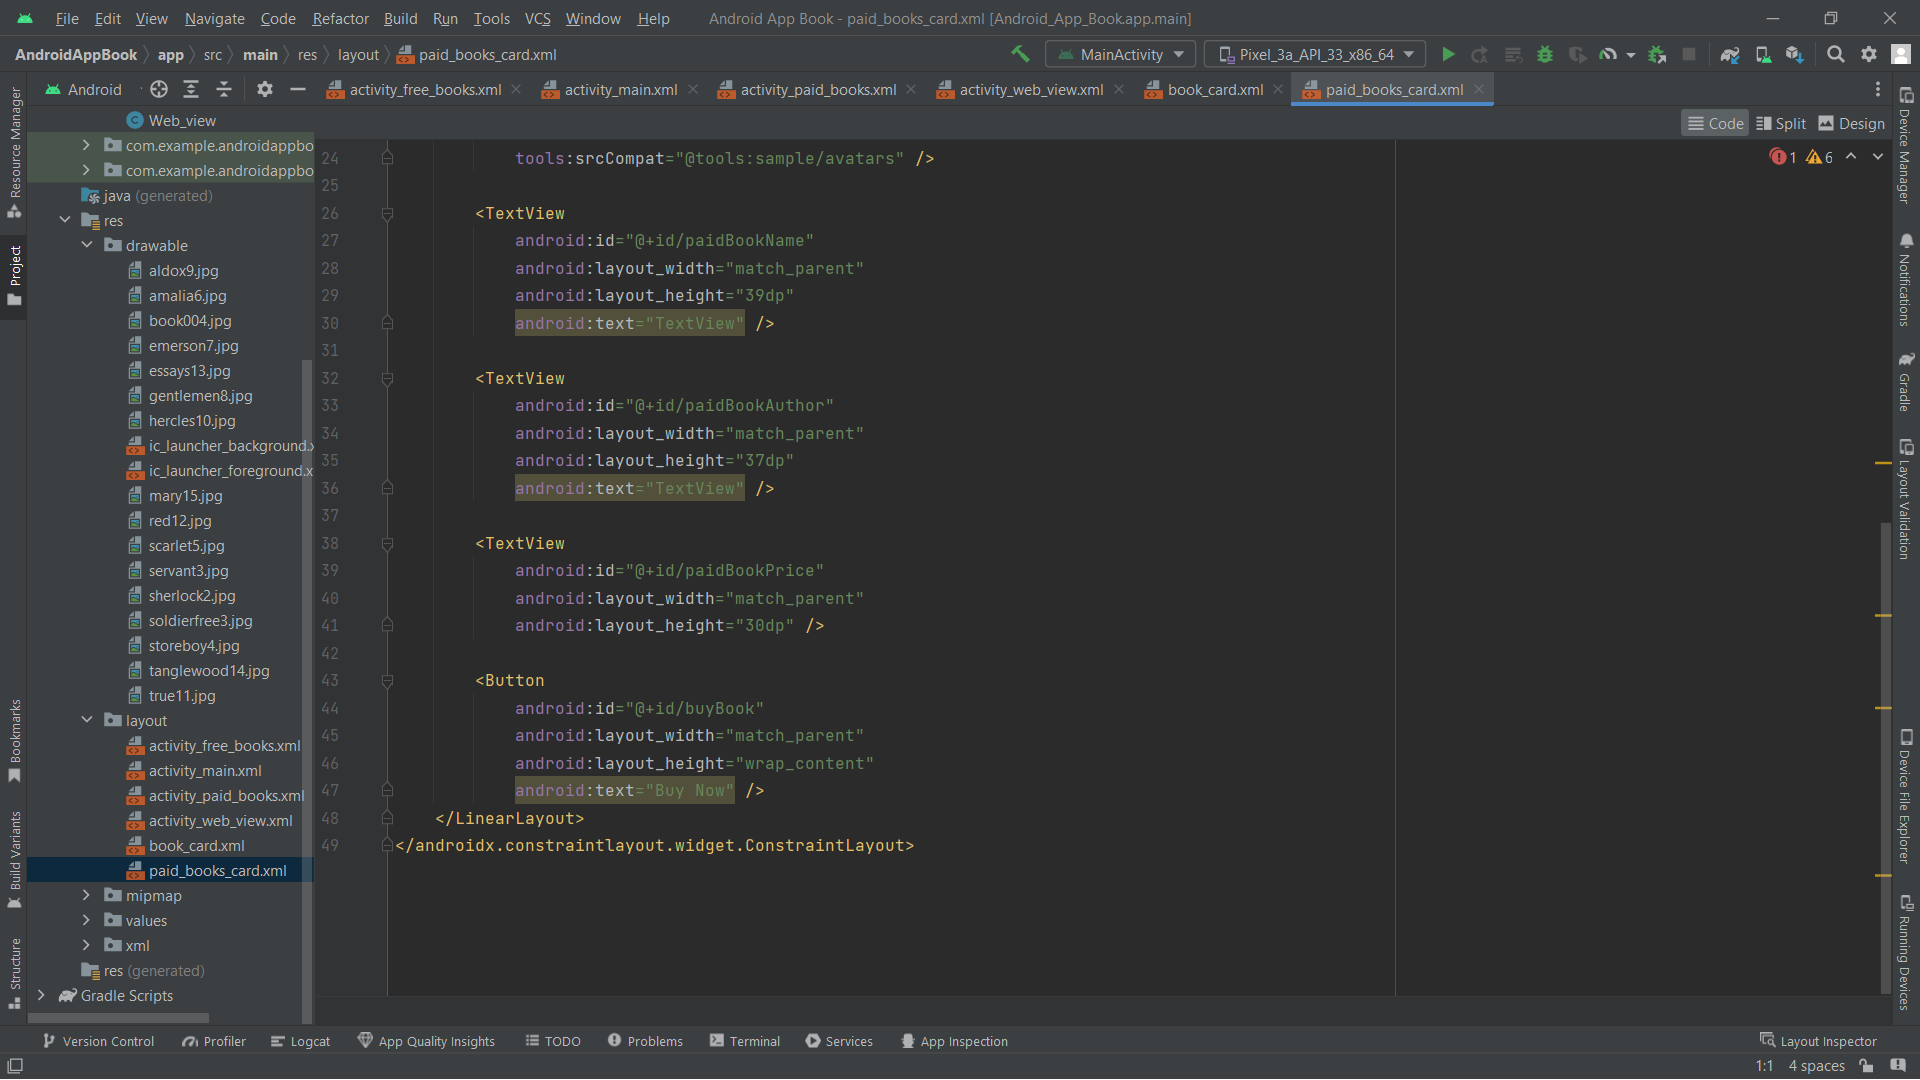 File Edit View Navigate Code Refactor Build Run Tools VCS Window Help Android App Book - paid_books_card.xml [Android_App_Book.app.main]
AndroidAppBook app src main res layout paid_books_card.xml MainActivity Pixel_3a_API_33_x86_64
Android activity_free_books.xml activity_main.xml activity_paid_books.xml activity_web_view.xml book_card.xml paid_books_card.xml
Code Split Design
1 6
Resource Manager
Project
Bookmarks
Build Variants
Structure
Web_view
com.example.androidappbo
com.example.androidappbo
java (generated)
res
drawable
aldox9.jpg
amalia6.jpg
book004.jpg
emerson7.jpg
essays13.jpg
gentlemen8.jpg
hercles10.jpg
ic_launcher_background.x
ic_launcher_foreground.x
mary15.jpg
red12.jpg
scarlet5.jpg
servant3.jpg
sherlock2.jpg
soldierfree3.jpg
storeboy4.jpg
tanglewood14.jpg
true11.jpg
layout
activity_free_books.xml
activity_main.xml
activity_paid_books.xml
activity_web_view.xml
book_card.xml
paid_books_card.xml
mipmap
values
xml
res (generated)
Gradle Scripts
24 tools:srcCompat="@tools:sample/avatars" />
25
26 <TextView
27 android:id="@+id/paidBookName"
28 android:layout_width="match_parent"
29 android:layout_height="39dp"
30 android:text="TextView" />
31
32 <TextView
33 android:id="@+id/paidBookAuthor"
34 android:layout_width="match_parent"
35 android:layout_height="37dp"
36 android:text="TextView" />
37
38 <TextView
39 android:id="@+id/paidBookPrice"
40 android:layout_width="match_parent"
41 android:layout_height="30dp" />
42
43 <Button
44 android:id="@+id/buyBook"
45 android:layout_width="match_parent"
46 android:layout_height="wrap_content"
47 android:text="Buy Now" />
48 </LinearLayout>
49 </androidx.constraintlayout.widget.ConstraintLayout>
Device Manager
Notifications
Gradle
Layout Validation
Device File Explorer
Running Devices
Version Control Profiler Logcat App Quality Insights TODO Problems Terminal Services App Inspection Layout Inspector
1:1 4 spaces